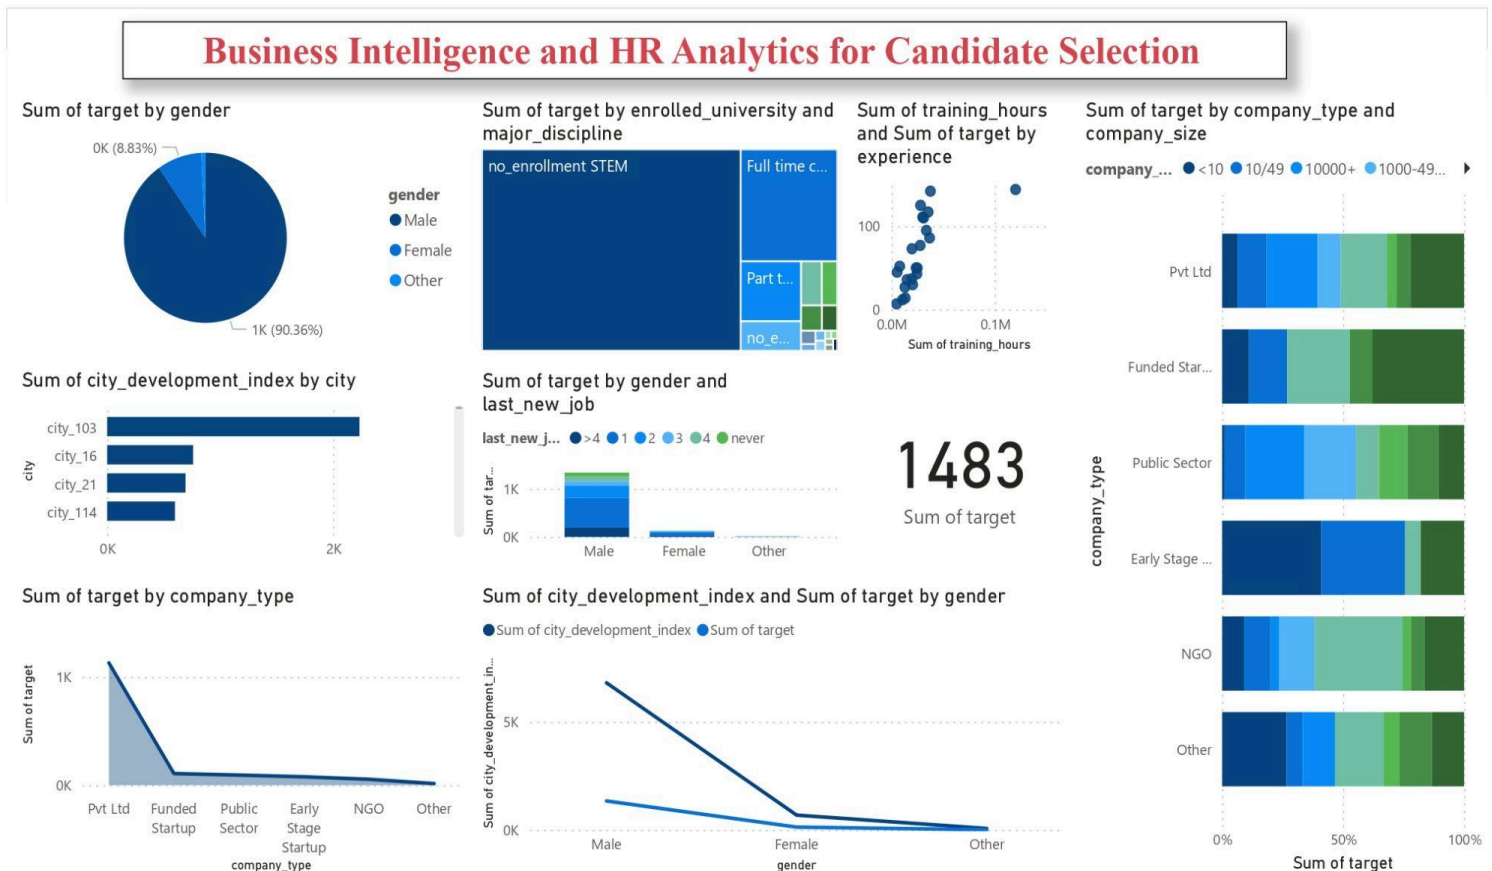 Business Intelligence and HR Analytics for Candidate Selection
Sum of target by gender
0K (8.83%)
1K (90.36%)
gender
Male
Female
Other
Sum of target by enrolled_university and
major_discipline
no_enrollment STEM
Full time c...
Part t...
no_e...
Sum of training_hours
and Sum of target by
experience
100
0
0.0M
0.1M
Sum of training_hours
Sum of target by company_type and
company_size
company_... <10 10/49 10000+ 1000-49...
company_type
Pvt Ltd
Funded Star...
Public Sector
Early Stage ...
NGO
Other
0% 50% 100%
Sum of target
Sum of city_development_index by city
city
city_103
city_16
city_21
city_114
0K 2K
Sum of target by gender and
last_new_job
last_new_j... >4 1 2 3 4 never
Sum of tar...
1K
0K
Male Female Other
1483
Sum of target
Sum of target by company_type
Sum of target
1K
0K
Pvt Ltd
Funded
Startup
Public
Sector
Early
Stage
Startup
NGO
Other
company_type
Sum of city_development_index and Sum of target by gender
Sum of city_development_index Sum of target
Sum of city_development_in...
5K
0K
Male Female Other
gender